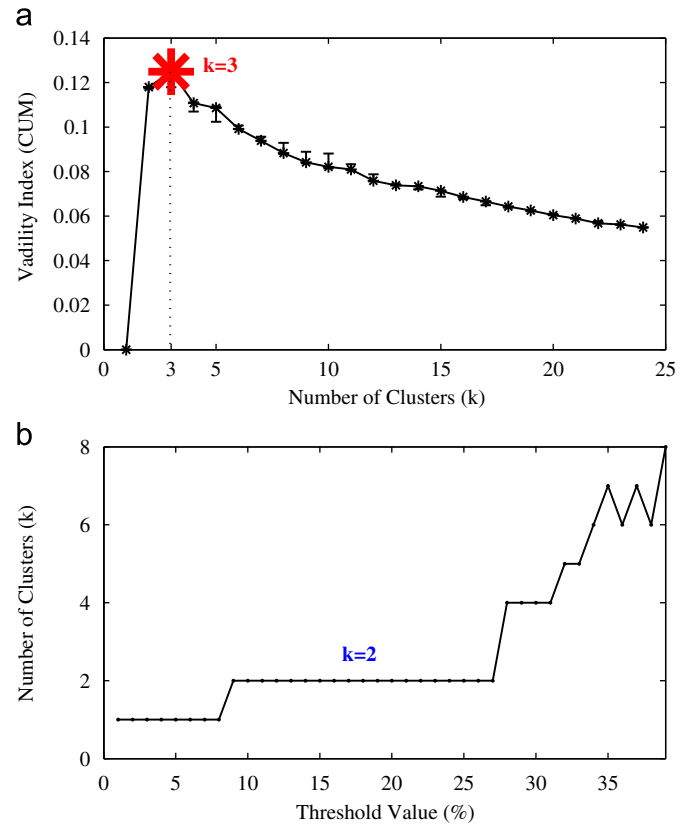 a
0.14
0.12
0.1
0.08
0.06
0.04
0.02
0
Vadility Index (CUM)
k=3
0 3 5 10 15 20 25
Number of Clusters (k)
b
8
6
4
2
0
Number of Clusters (k)
k=2
0 5 10 15 20 25 30 35
Threshold Value (%)